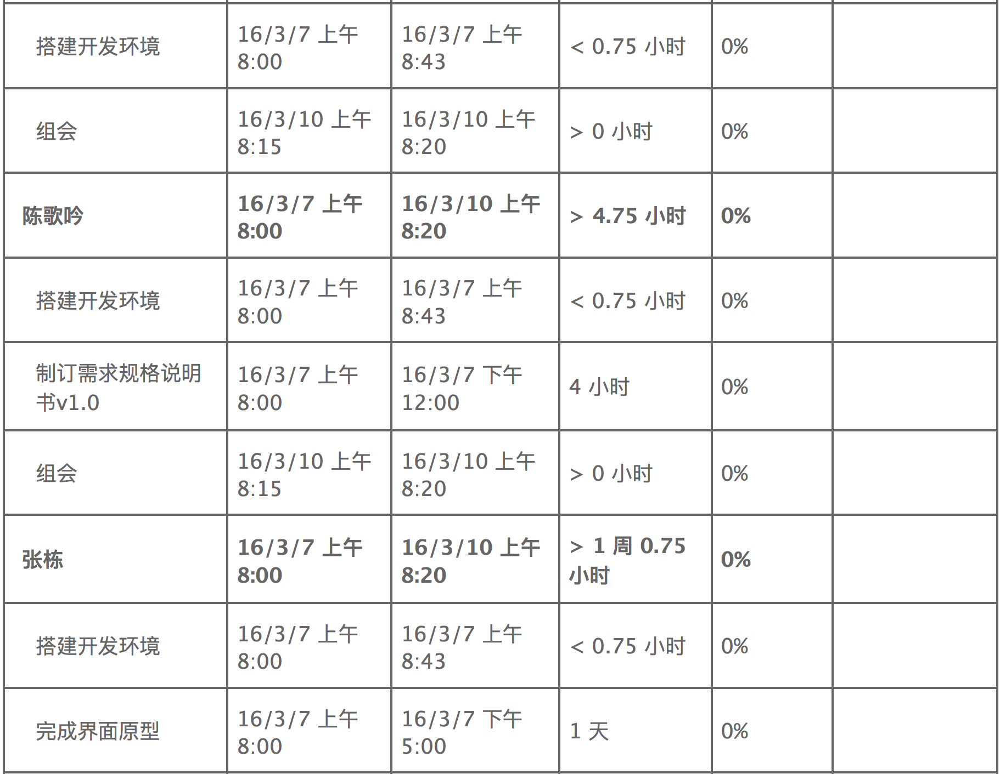 搭建开发环境
16/3/7 上午
8:00
16/3/7 上午
8:43
< 0.75 小时
0%
组会
16/3/10 上午
8:15
16/3/10 上午
8:20
> 0 小时
0%
陈歌吟
16/3/7 上午
8:00
16/3/10 上午
8:20
> 4.75 小时
0%
搭建开发环境
16/3/7 上午
8:00
16/3/7 上午
8:43
< 0.75 小时
0%
制订需求规格说明
书v1.0
16/3/7 上午
8:00
16/3/7 下午
12:00
4 小时
0%
组会
16/3/10 上午
8:15
16/3/10 上午
8:20
> 0 小时
0%
张栋
16/3/7 上午
8:00
16/3/10 上午
8:20
> 1 周 0.75
小时
0%
搭建开发环境
16/3/7 上午
8:00
16/3/7 上午
8:43
< 0.75 小时
0%
完成界面原型
16/3/7 上午
8:00
16/3/7 下午
5:00
1 天
0%